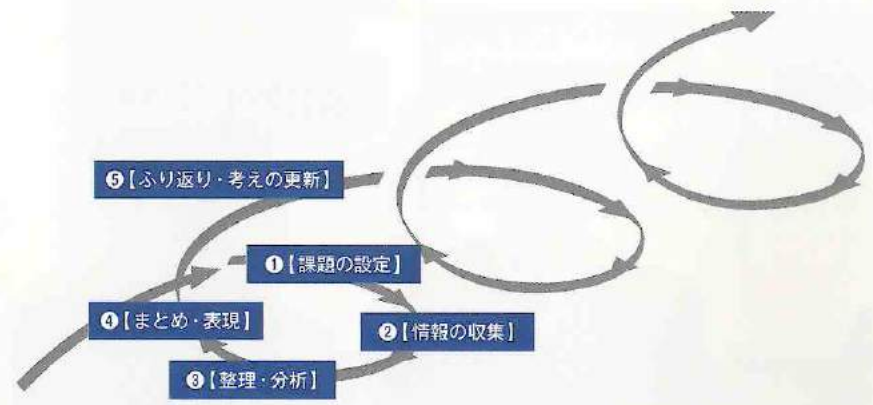 ❺【ふり返り・考えの更新】
❶【課題の設定】
❹【まとめ・表現】
❷【情報の収集】
❸【整理・分析】